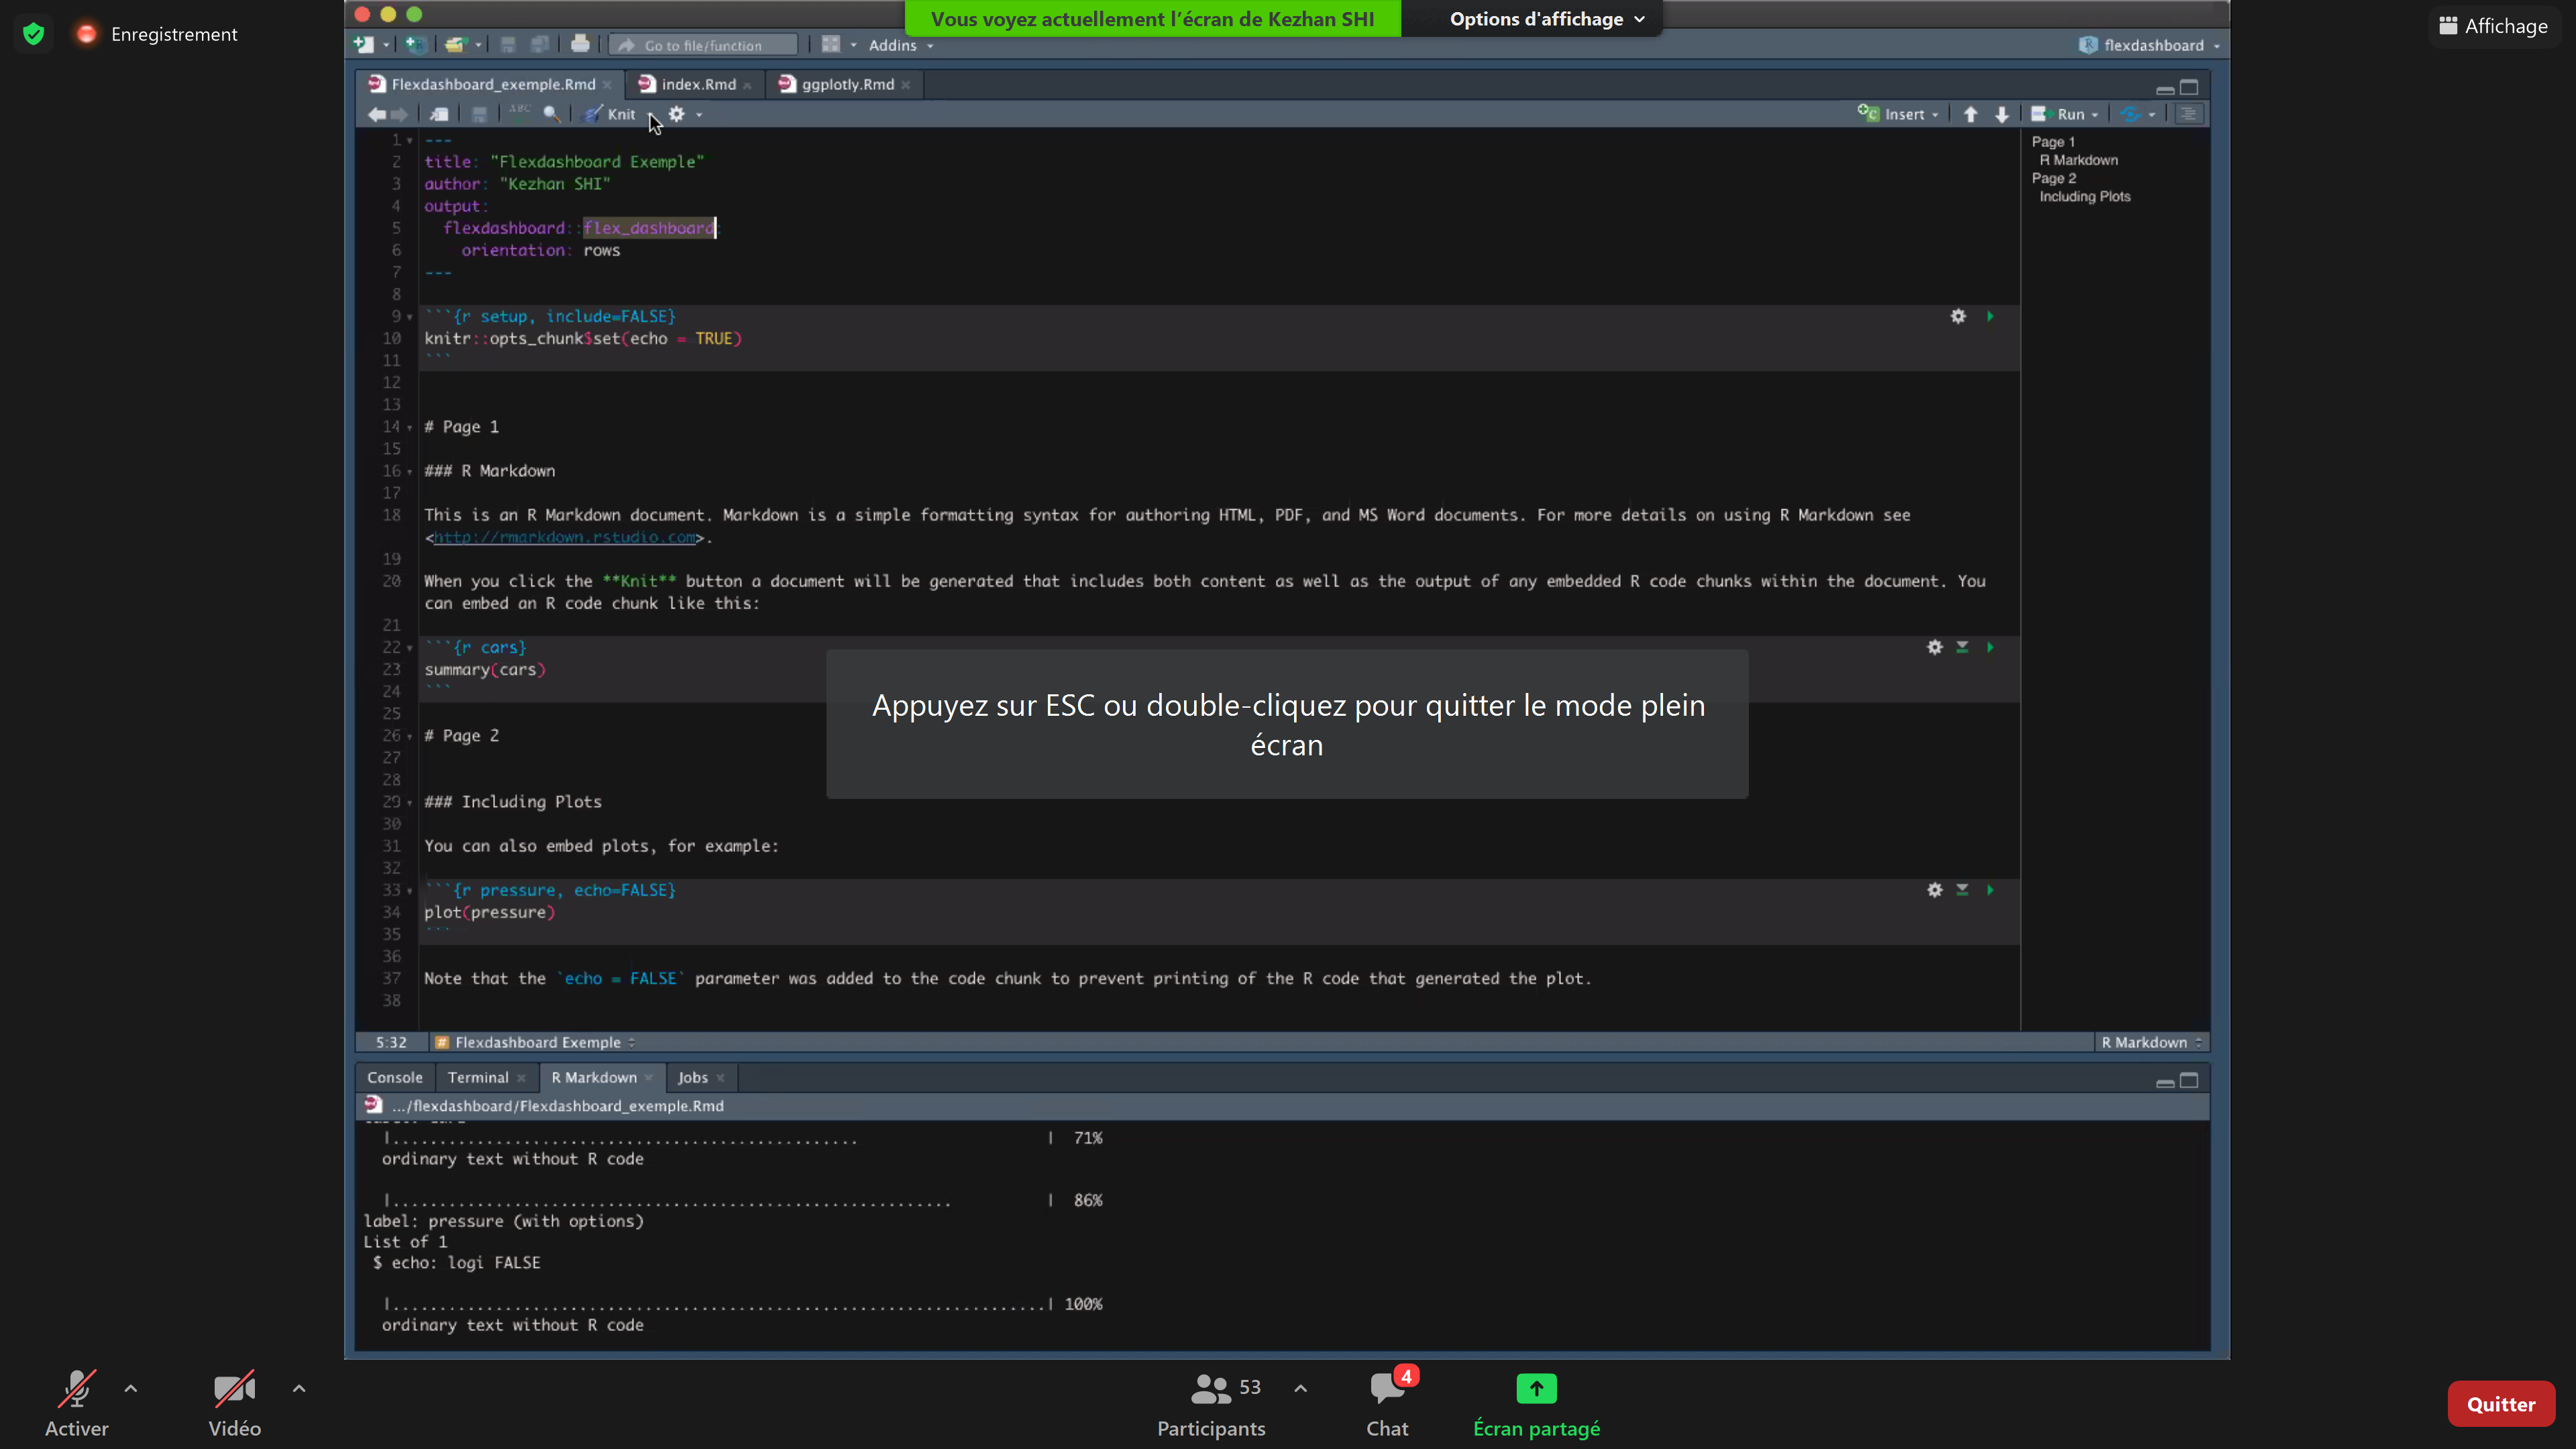 Enregistrement
Vous voyez actuellement l'écran de Kezhan SHI
Options d'affichage
Affichage
Go to file/function
Addins
flexdashboard
Flexdashboard_exemple.Rmd
index.Rmd
ggplotly.Rmd
ABC
Knit
Insert
Run
1 ---
2 title: "Flexdashboard Exemple"
3 author: "Kezhan SHI"
4 output:
5 flexdashboard::flex_dashboard:
6 orientation: rows
7 ---
8
9 ```{r setup, include=FALSE}
10 knitr::opts_chunk$set(echo = TRUE)
11 ```
12
13
14 # Page 1
15
16 ### R Markdown
17
18 This is an R Markdown document. Markdown is a simple formatting syntax for authoring HTML, PDF, and MS Word documents. For more details on using R Markdown see
<http://rmarkdown.rstudio.com>.
19
20 When you click the **Knit** button a document will be generated that includes both content as well as the output of any embedded R code chunks within the document. You
can embed an R code chunk like this:
21
22 ```{r cars}
23 summary(cars)
24 ```
25
26 # Page 2
27
28
29 ### Including Plots
30
31 You can also embed plots, for example:
32
33 ```{r pressure, echo=FALSE}
34 plot(pressure)
35 ```
36
37 Note that the `echo = FALSE` parameter was added to the code chunk to prevent printing of the R code that generated the plot.
38
Page 1
R Markdown
Page 2
Including Plots
Appuyez sur ESC ou double-cliquez pour quitter le mode plein
écran
5:32
# Flexdashboard Exemple
R Markdown
Console
Terminal
R Markdown
Jobs
.../flexdashboard/Flexdashboard_exemple.Rmd
|................................................... | 71%
ordinary text without R code
|............................................................. | 86%
label: pressure (with options)
List of 1
$ echo: logi FALSE
|.......................................................................| 100%
ordinary text without R code
Activer
Vidéo
53
Participants
4
Chat
Écran partagé
Quitter